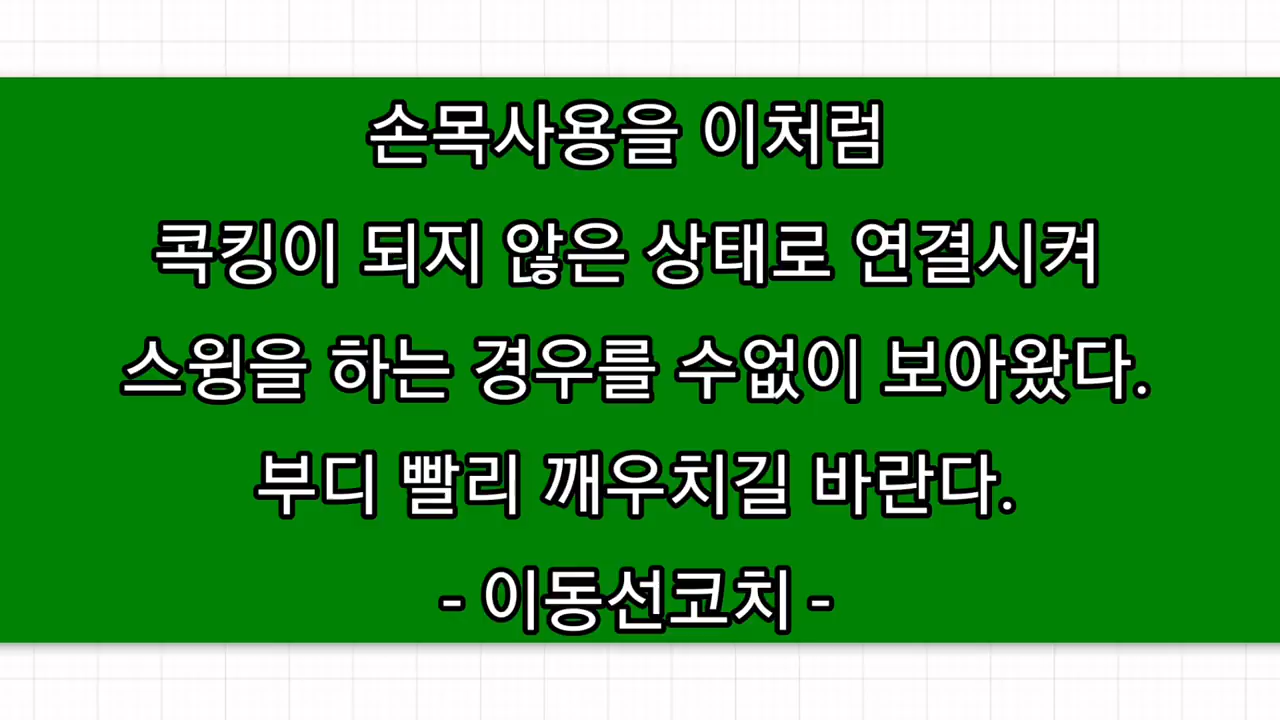 손목사용을 이처럼
콕킹이 되지 않은 상태로 연결시켜
스윙을 하는 경우를 수없이 보아왔다.
부디 빨리 깨우치길 바란다.
- 이동선코치 -